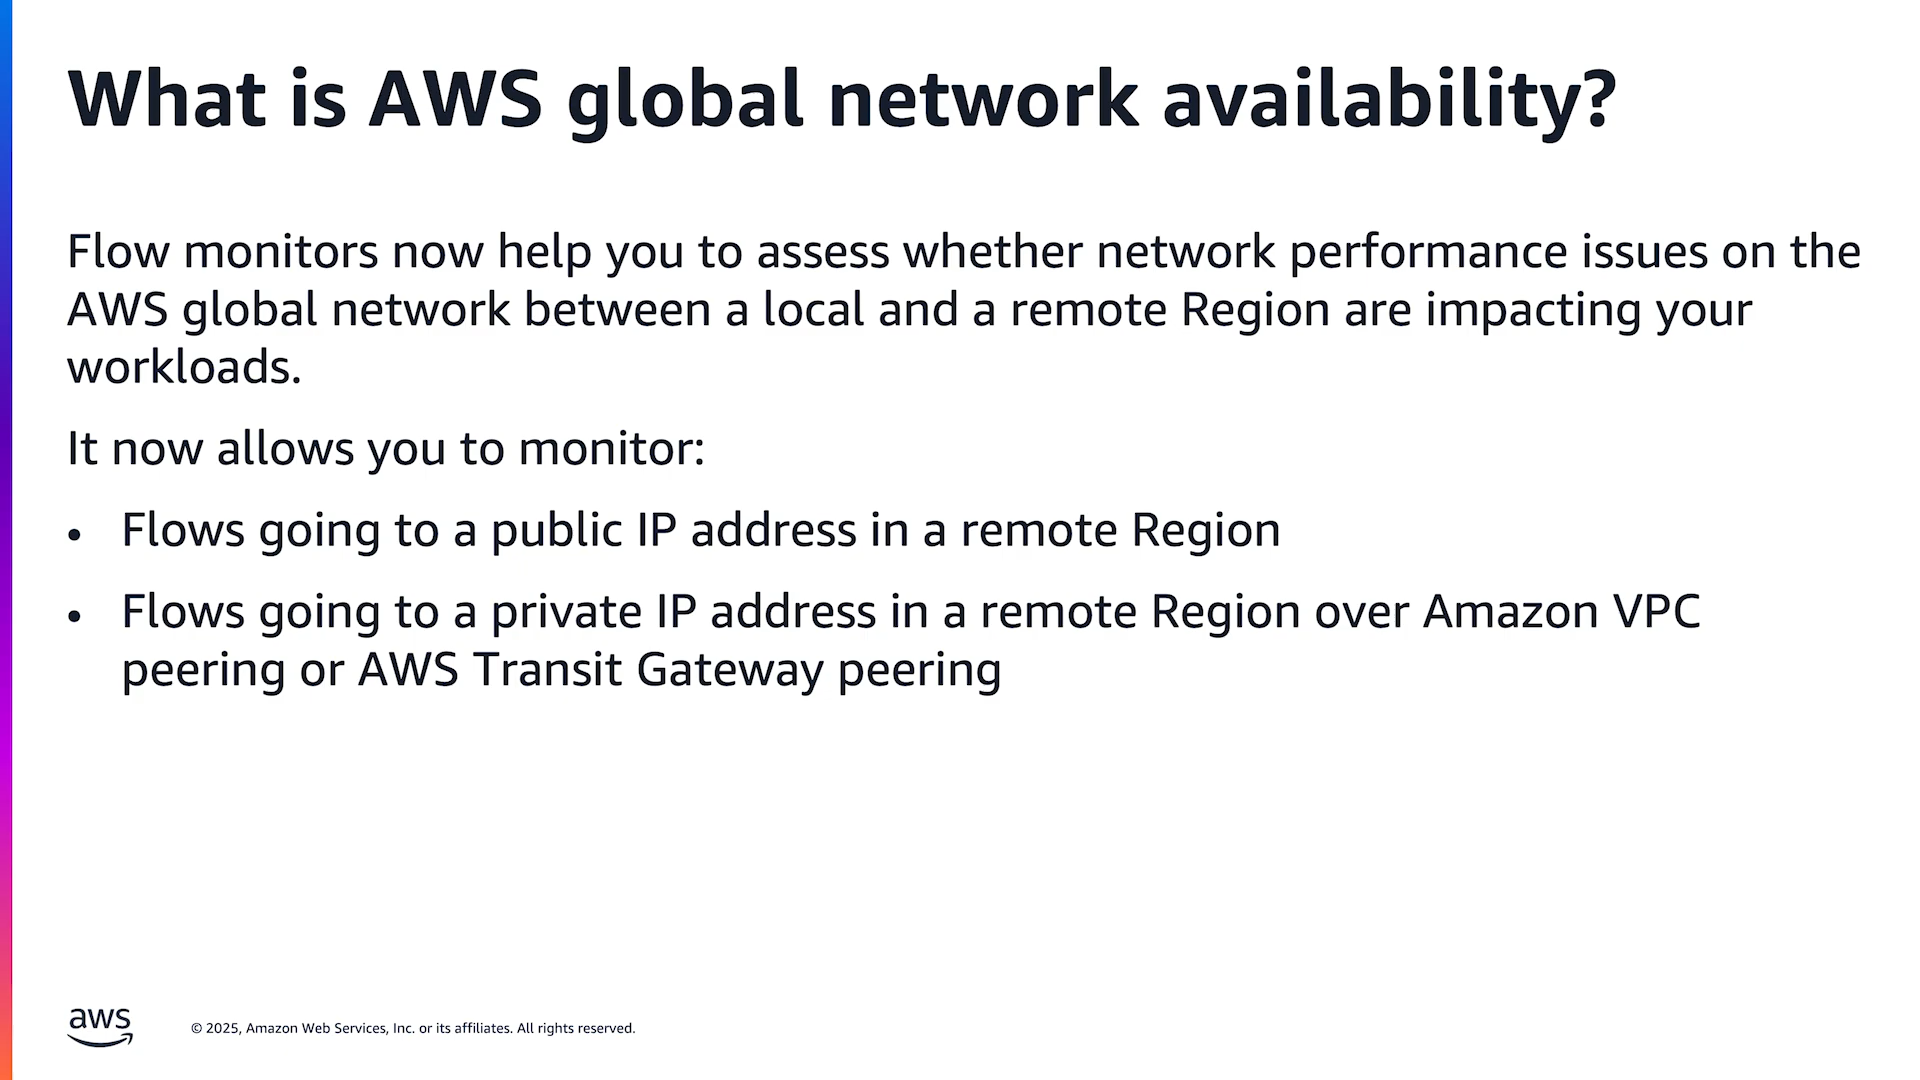 What is AWS global network availability?
Flow monitors now help you to assess whether network performance issues on the
AWS global network between a local and a remote Region are impacting your
workloads.
It now allows you to monitor:
• Flows going to a public IP address in a remote Region
• Flows going to a private IP address in a remote Region over Amazon VPC
peering or AWS Transit Gateway peering
aws
© 2025, Amazon Web Services, Inc. or its affiliates. All rights reserved.